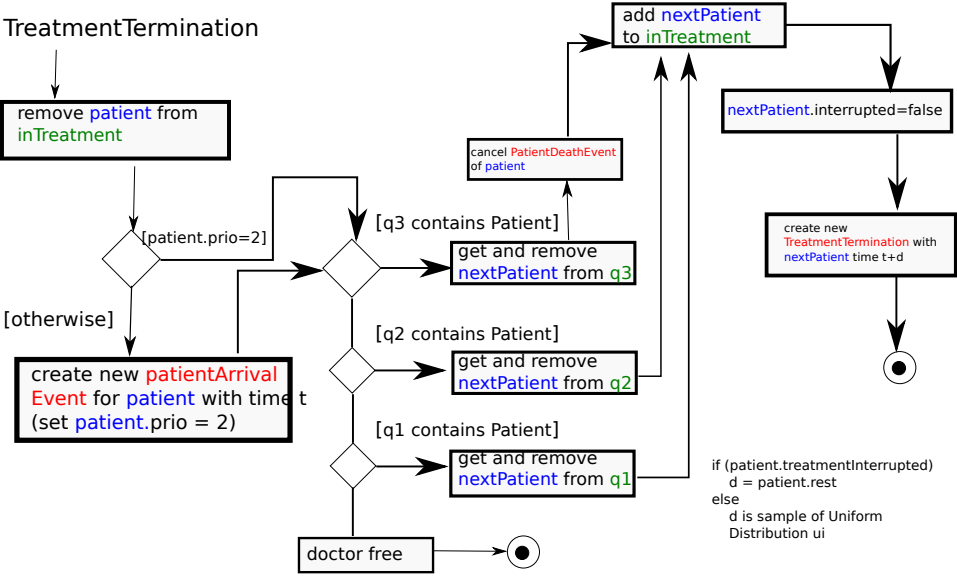 TreatmentTermination
remove patient from
inTreatment
[patient.prio=2]
[otherwise]
create new patientArrival
Event for patient with time t
(set patient.prio = 2)
[q3 contains Patient]
get and remove
nextPatient from q3
cancel PatientDeathEvent
of patient
[q2 contains Patient]
get and remove
nextPatient from q2
[q1 contains Patient]
get and remove
nextPatient from q1
doctor free
add nextPatient
to inTreatment
nextPatient.interrupted=false
create new
TreatmentTermination with
nextPatient time t+d
if (patient.treatmentInterrupted)
d = patient.rest
else
d is sample of Uniform
Distribution ui